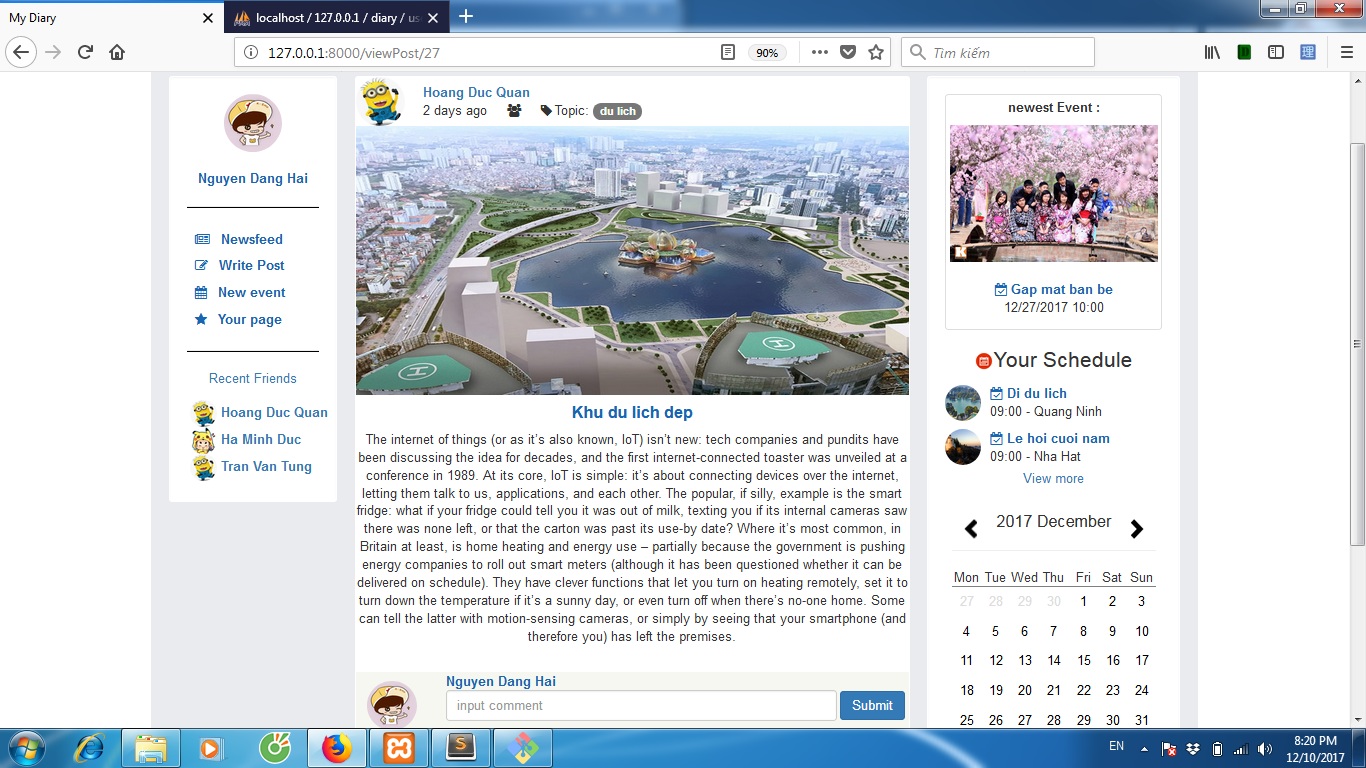 My Diary
localhost / 127.0.0.1 / diary / us
127.0.0.1:8000/viewPost/27
90%
Tìm kiếm
Nguyen Dang Hai
Newsfeed
Write Post
New event
Your page
Recent Friends
Hoang Duc Quan
Ha Minh Duc
Tran Van Tung
Hoang Duc Quan
2 days ago
Topic: du lich
Khu du lich dep
The internet of things (or as it’s also known, IoT) isn’t new: tech companies and pundits have
been discussing the idea for decades, and the first internet-connected toaster was unveiled at a
conference in 1989. At its core, IoT is simple: it’s about connecting devices over the internet,
letting them talk to us, applications, and each other. The popular, if silly, example is the smart
fridge: what if your fridge could tell you it was out of milk, texting you if its internal cameras saw
there was none left, or that the carton was past its use-by date? Where it’s most common, in
Britain at least, is home heating and energy use – partially because the government is pushing
energy companies to roll out smart meters (although it has been questioned whether it can be
delivered on schedule). They have clever functions that let you turn on heating remotely, set it to
turn down the temperature if it’s a sunny day, or even turn off when there’s no-one home. Some
can tell the latter with motion-sensing cameras, or simply by seeing that your smartphone (and
therefore you) has left the premises.
Nguyen Dang Hai
input comment
Submit
newest Event :
Gap mat ban be
12/27/2017 10:00
Your Schedule
Di du lich
09:00 - Quang Ninh
Le hoi cuoi nam
09:00 - Nha Hat
View more
2017 December
Mon Tue Wed Thu Fri Sat Sun
27 28 29 30 1 2 3
4 5 6 7 8 9 10
11 12 13 14 15 16 17
18 19 20 21 22 23 24
25 26 27 28 29 30 31
EN
8:20 PM
12/10/2017